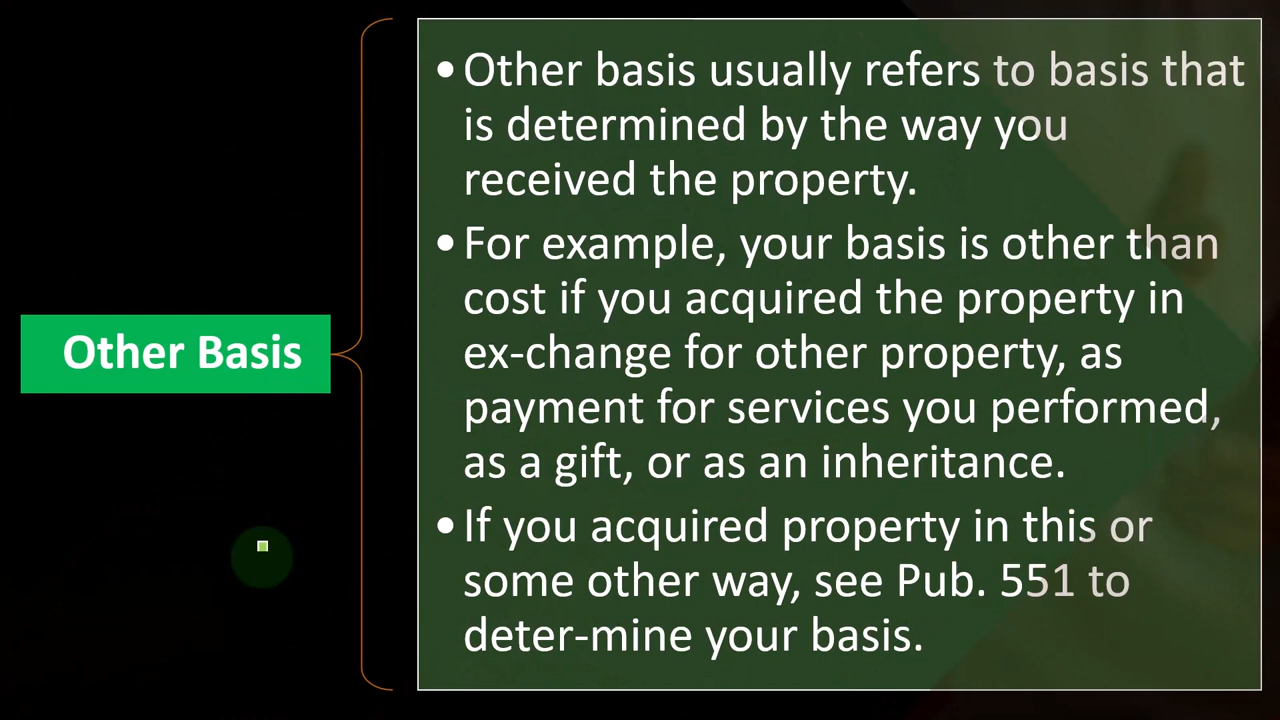 Other Basis
•Other basis usually refers to basis that
is determined by the way you
received the property.
•For example, your basis is other than
cost if you acquired the property in
ex-change for other property, as
payment for services you performed,
as a gift, or as an inheritance.
•If you acquired property in this or
some other way, see Pub. 551 to
deter-mine your basis.